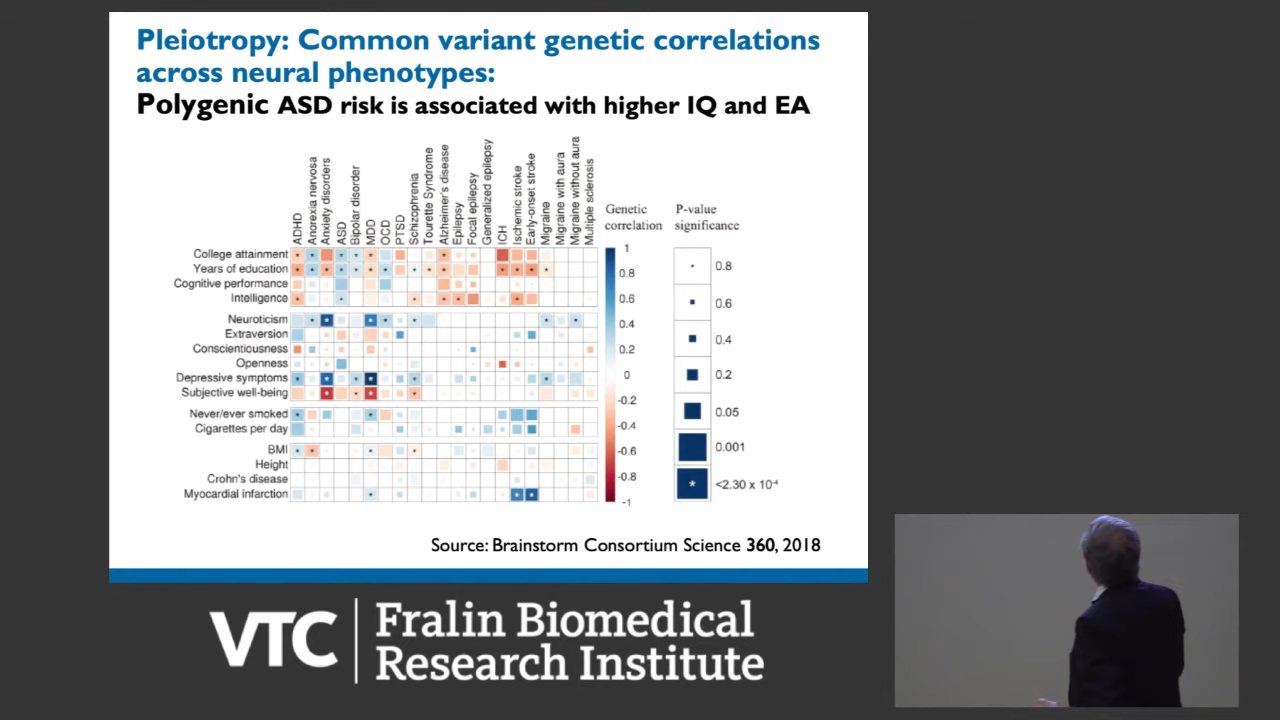 Pleiotropy: Common variant genetic correlations
across neural phenotypes:
Polygenic ASD risk is associated with higher IQ and EA
ADHD
Anorexia nervosa
Anxiety disorders
ASD
Bipolar disorder
MDD
OCD
PTSD
Schizophrenia
Tourette Syndrome
Alzheimer's disease
Epilepsy
Focal epilepsy
Generalized epilepsy
ICH
Ischemic stroke
Early-onset stroke
Migraine
Migraine with aura
Migraine without aura
Multiple sclerosis
College attainment
Years of education
Cognitive performance
Intelligence
Neuroticism
Extraversion
Conscientiousness
Openness
Depressive symptoms
Subjective well-being
Never/ever smoked
Cigarettes per day
BMI
Height
Crohn's disease
Myocardial infarction
Genetic
correlation
1
0.8
0.6
0.4
0.2
0
-0.2
-0.4
-0.6
-0.8
-1
P-value
significance
0.8
0.6
0.4
0.2
0.05
0.001
* <2.30 x 10⁻⁴
Source: Brainstorm Consortium Science 360, 2018
VTC
Fralin Biomedical
Research Institute